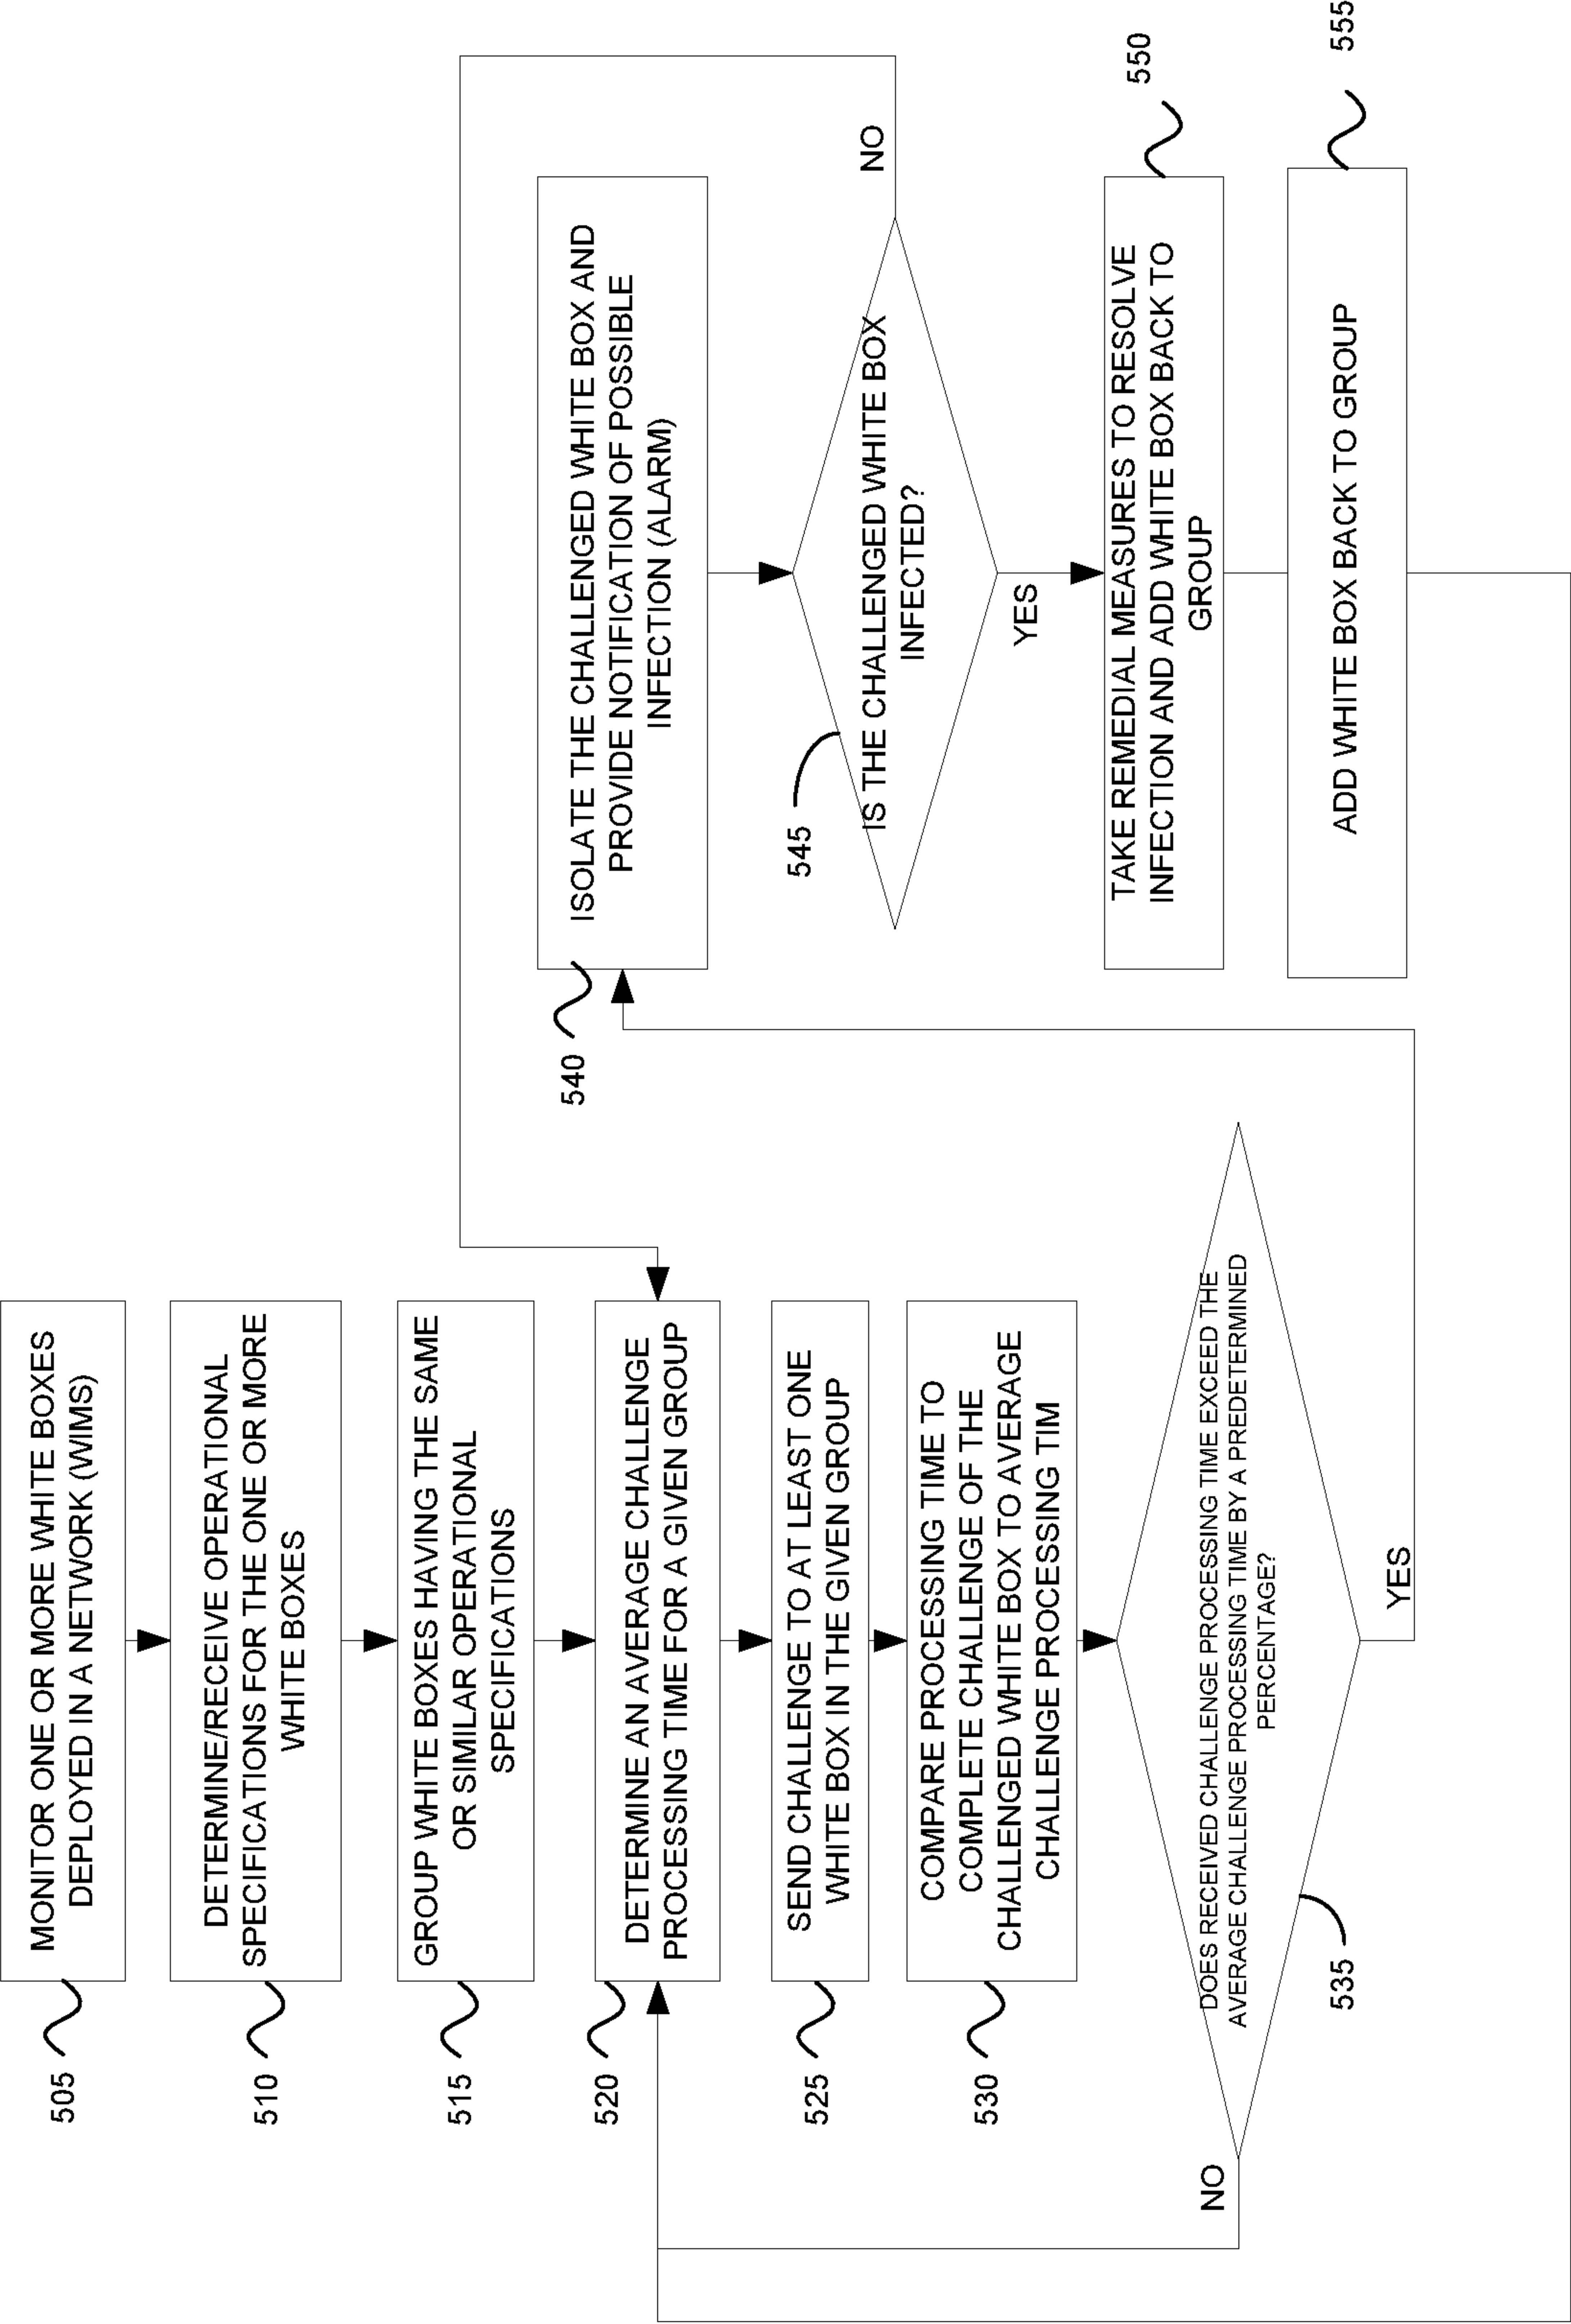 505
MONITOR ONE OR MORE WHITE BOXES
DEPLOYED IN A NETWORK (WIMS)
510
DETERMINE/RECEIVE OPERATIONAL
SPECIFICATIONS FOR THE ONE OR MORE
WHITE BOXES
515
GROUP WHITE BOXES HAVING THE SAME
OR SIMILAR OPERATIONAL
SPECIFICATIONS
520
DETERMINE AN AVERAGE CHALLENGE
PROCESSING TIME FOR A GIVEN GROUP
525
SEND CHALLENGE TO AT LEAST ONE
WHITE BOX IN THE GIVEN GROUP
530
COMPARE PROCESSING TIME TO
COMPLETE CHALLENGE OF THE
CHALLENGED WHITE BOX TO AVERAGE
CHALLENGE PROCESSING TIM
DOES RECEIVED CHALLENGE PROCESSING TIME EXCEED THE
AVERAGE CHALLENGE PROCESSING TIME BY A PREDETERMINED
PERCENTAGE?
535
NO
YES
540
ISOLATE THE CHALLENGED WHITE BOX AND
PROVIDE NOTIFICATION OF POSSIBLE
INFECTION (ALARM)
545
IS THE CHALLENGED WHITE BOX
INFECTED?
NO
YES
550
TAKE REMEDIAL MEASURES TO RESOLVE
INFECTION AND ADD WHITE BOX BACK TO
GROUP
555
ADD WHITE BOX BACK TO GROUP